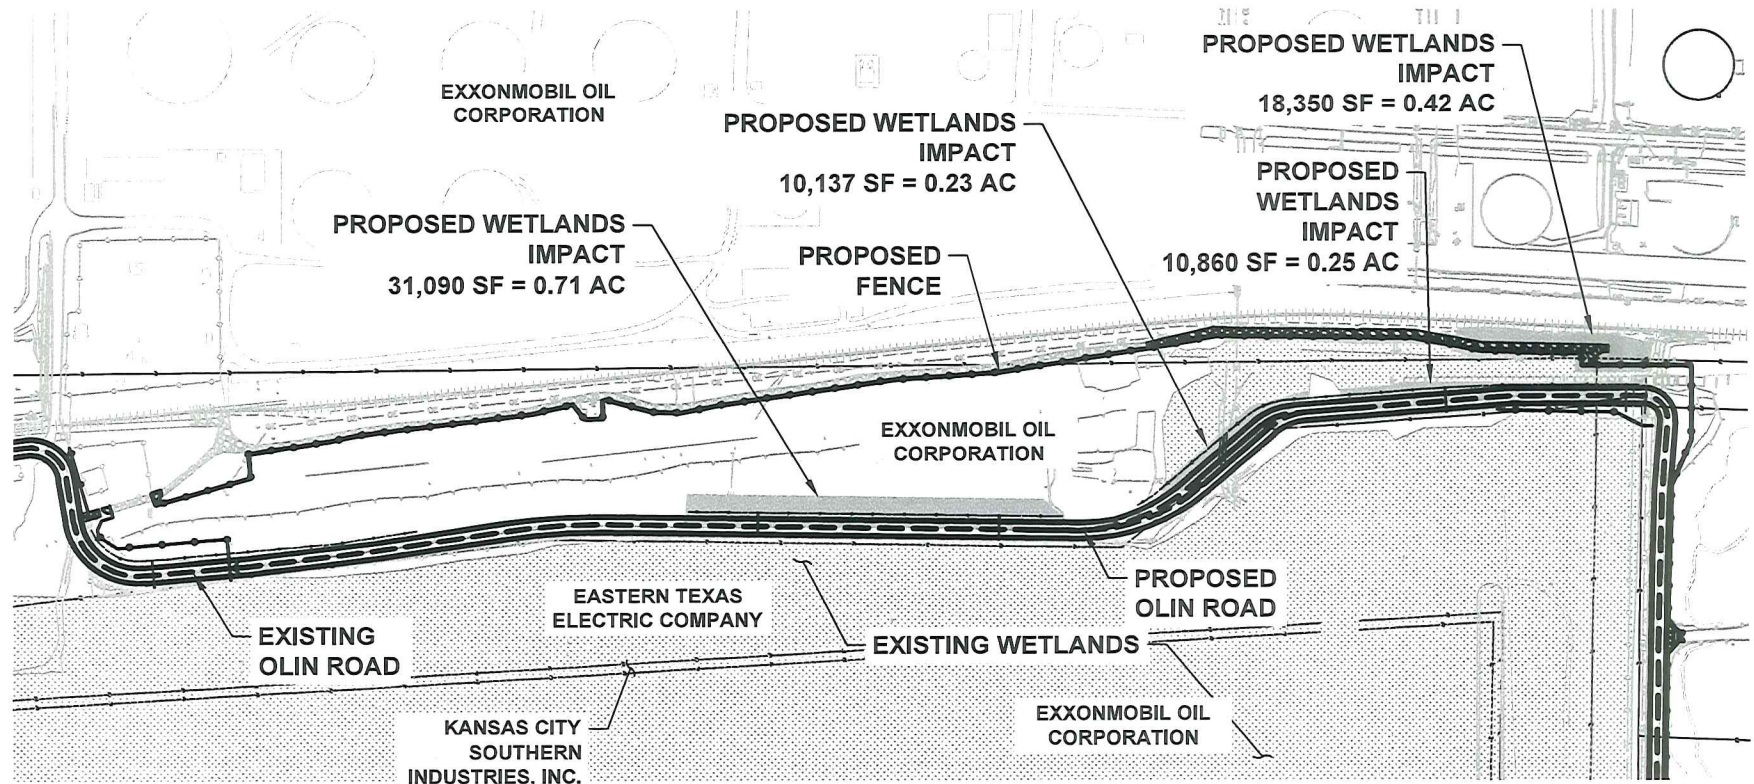 EXXONMOBIL OIL
CORPORATION
PROPOSED WETLANDS
IMPACT
18,350 SF = 0.42 AC
PROPOSED WETLANDS
IMPACT
10,137 SF = 0.23 AC
PROPOSED
WETLANDS
IMPACT
10,860 SF = 0.25 AC
PROPOSED WETLANDS
IMPACT
31,090 SF = 0.71 AC
PROPOSED
FENCE
EXXONMOBIL OIL
CORPORATION
EASTERN TEXAS
ELECTRIC COMPANY
PROPOSED
OLIN ROAD
EXISTING
OLIN ROAD
EXISTING WETLANDS
EXXONMOBIL OIL
CORPORATION
KANSAS CITY
SOUTHERN
INDUSTRIES, INC.